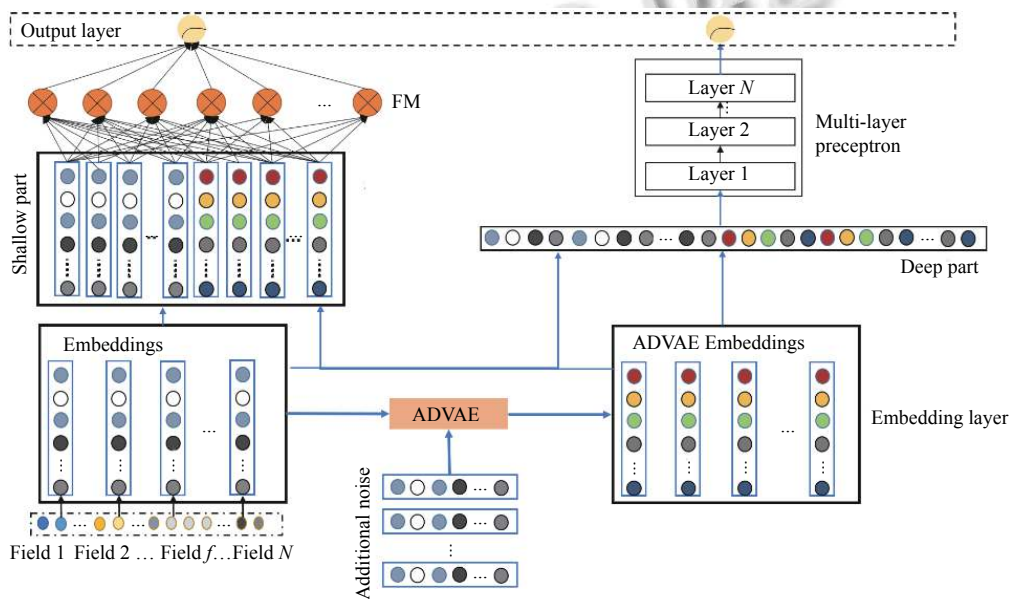 Output layer
FM
Layer N
Layer 2
Layer 1
Multi-layer
preceptron
Shallow part
Deep part
Embeddings
ADVAE Embeddings
ADVAE
Embedding layer
Additional noise
Field 1 Field 2 ... Field f... Field N